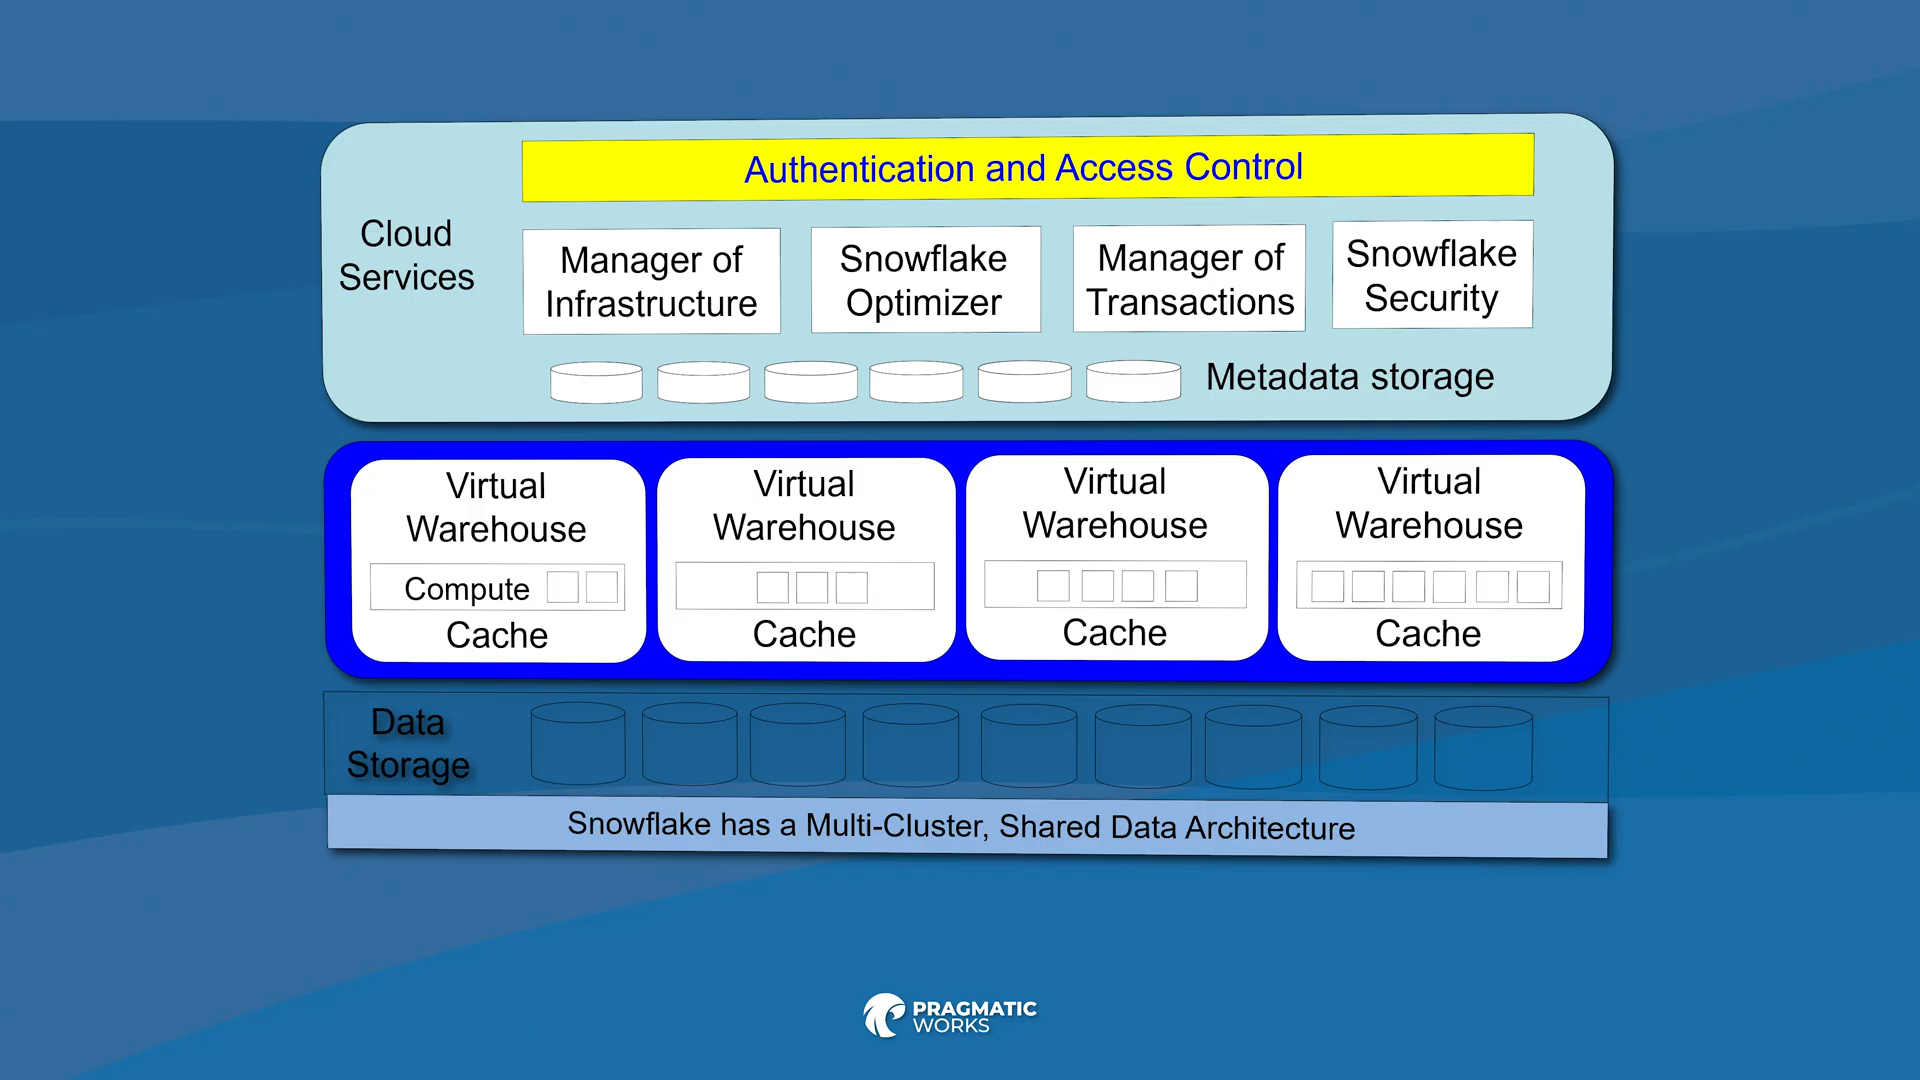 Authentication and Access Control
Cloud
Services
Manager of
Infrastructure
Snowflake
Optimizer
Manager of
Transactions
Snowflake
Security
Metadata storage
Virtual
Warehouse
Compute
Cache
Virtual
Warehouse
Cache
Virtual
Warehouse
Cache
Virtual
Warehouse
Cache
Data
Storage
Snowflake has a Multi-Cluster, Shared Data Architecture
PRAGMATIC
WORKS